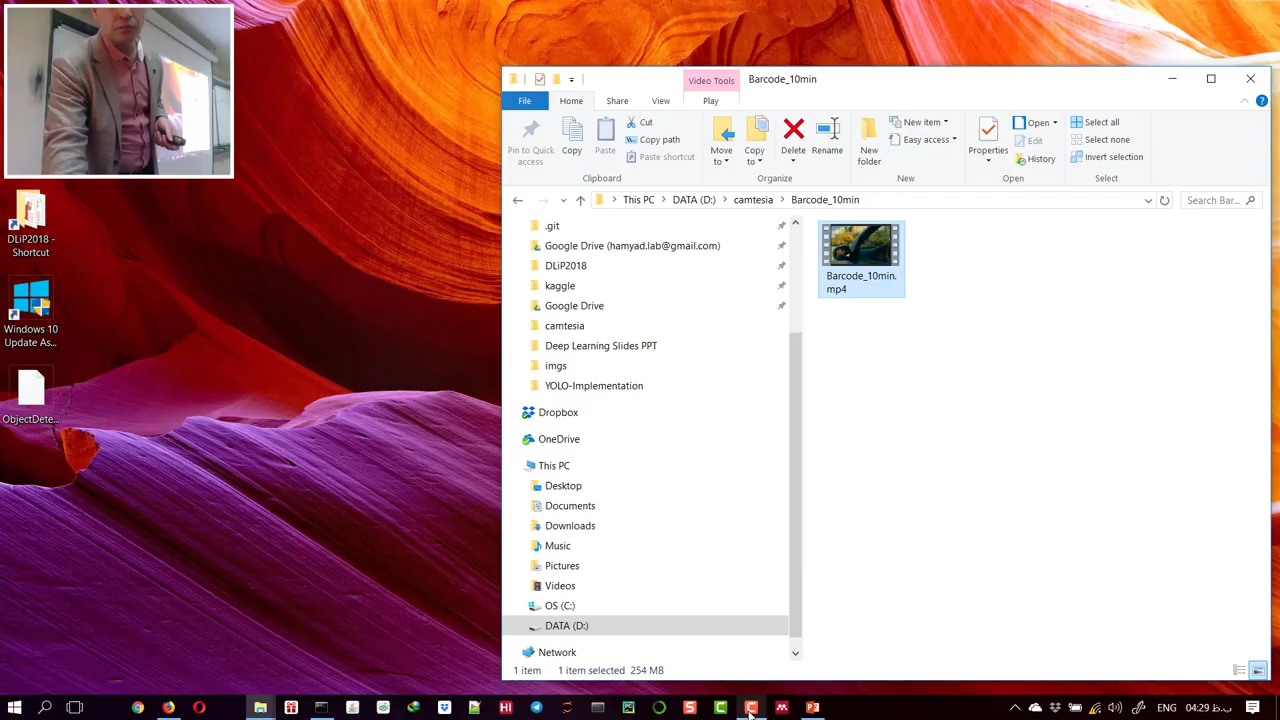 Video Tools
Barcode_10min
File
Home
Share
View
Play
Pin to Quick
access
Copy
Paste
Cut
Copy path
Paste shortcut
Clipboard
Move
to
Copy
to
Delete
Rename
Organize
New
folder
New item
Easy access
New
Properties
Open
Edit
History
Open
Select all
Select none
Invert selection
Select
This PC
DATA (D:)
camtesia
Barcode_10min
Search Bar...
.git
Google Drive (hamyad.lab@gmail.com)
DLiP2018
kaggle
Google Drive
camtesia
Deep Learning Slides PPT
imgs
YOLO-Implementation
Dropbox
OneDrive
This PC
Desktop
Documents
Downloads
Music
Pictures
Videos
OS (C:)
DATA (D:)
Network
Barcode_10min.
mp4
1 item
1 item selected
254 MB
DLiP2018 -
Shortcut
Windows 10
Update As...
ObjectDete...
ENG
04:29 ب.ظ